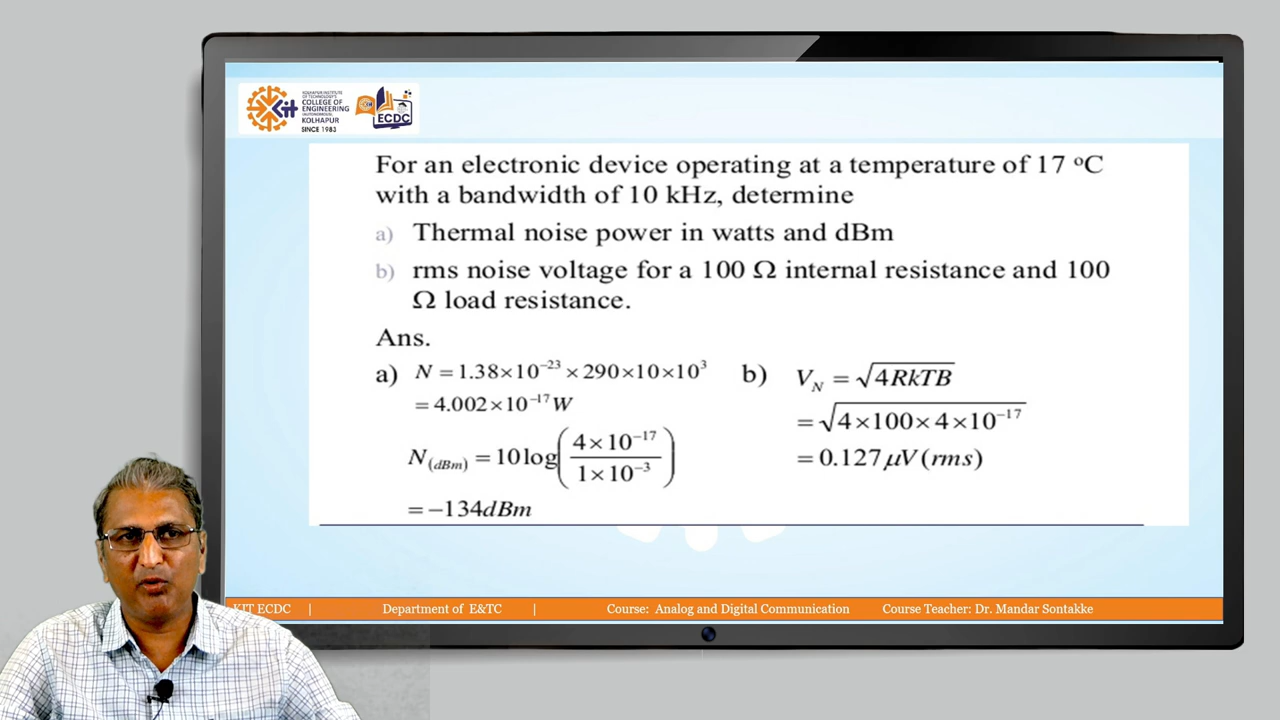 KOLHAPUR INSTITUTE
OF TECHNOLOGY'S
COLLEGE OF
ENGINEERING
(AUTONOMOUS),
KOLHAPUR
SINCE 1983
Kit
ECDC
For an electronic device operating at a temperature of 17 ºC
with a bandwidth of 10 kHz, determine
a) Thermal noise power in watts and dBm
b) rms noise voltage for a 100 Ω internal resistance and 100
Ω load resistance.
Ans.
a) N = 1.38×10⁻²³ × 290×10×10³
= 4.002×10⁻¹⁷ W
N(dBm) = 10 log(4×10⁻¹⁷ / 1×10⁻³)
= −134dBm
b) V_N = √4RkTB
= √4×100×4×10⁻¹⁷
= 0.127 μV (rms)
KIT ECDC | Department of E&TC | Course: Analog and Digital Communication Course Teacher: Dr. Mandar Sontakke